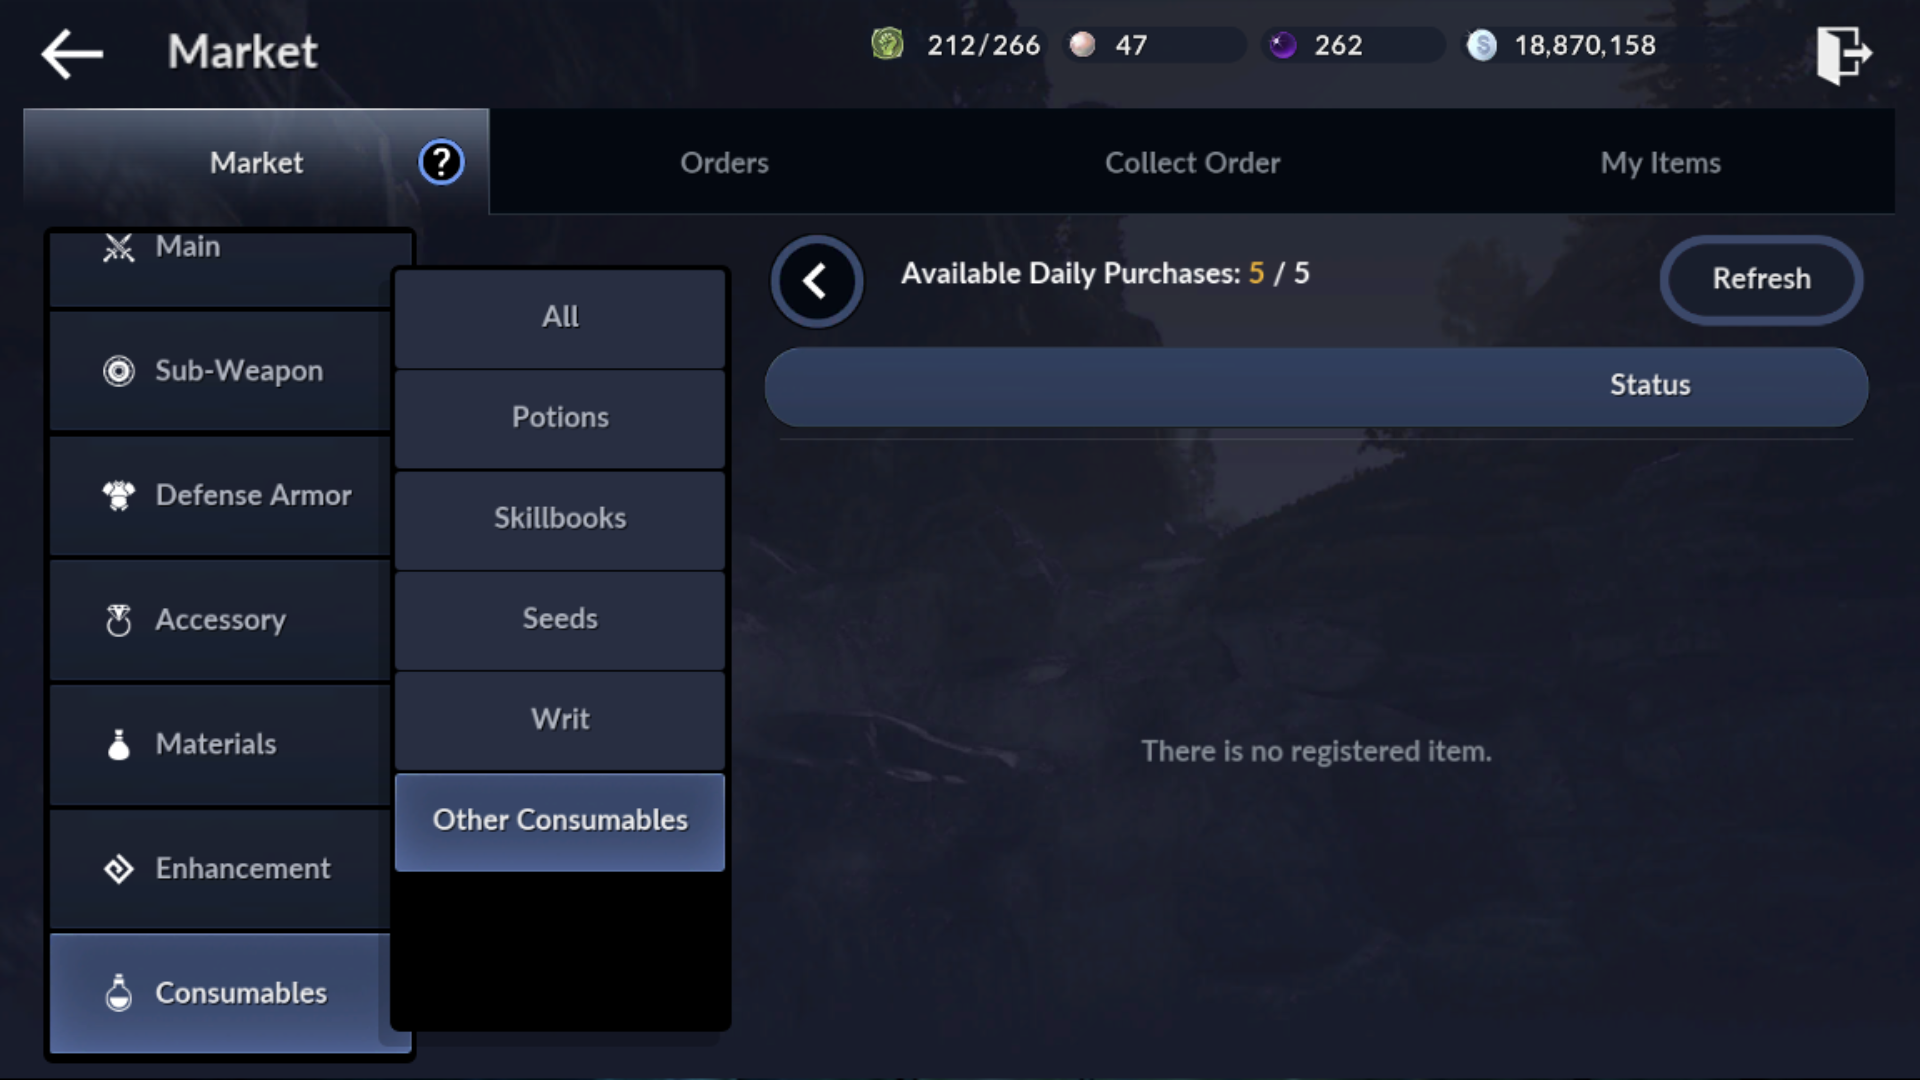 Market
212/266
47
262
18,870,158
Market
?
Orders
Collect Order
My Items
Main
Sub-Weapon
Defense Armor
Accessory
Materials
Enhancement
Consumables
All
Potions
Skillbooks
Seeds
Writ
Other Consumables
Available Daily Purchases: 5 / 5
Refresh
Status
There is no registered item.